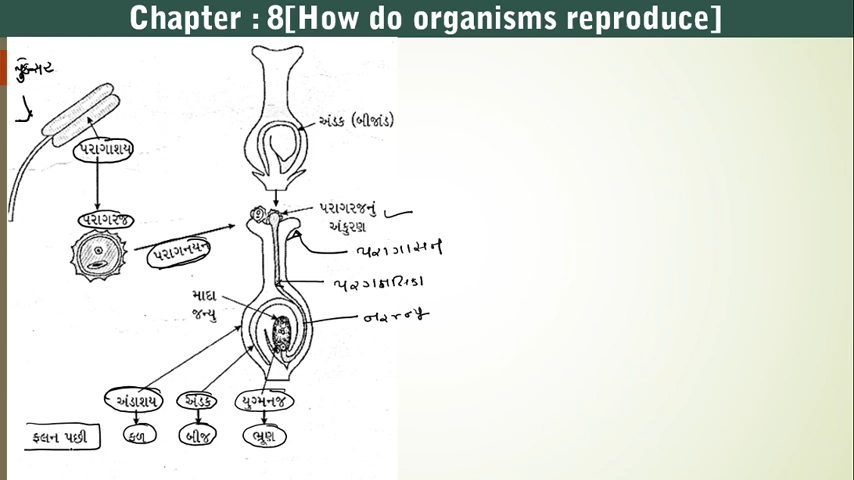 Chapter : 8[How do organisms reproduce]
પુંકેસર
પરાગાશય
અંડક (બીજાંડ)
પરાગરજ
પરાગરજનું
અંકુરણ
પરાગનયન
પરાગાસન
પરાગનલિકા
માદા
જન્યુ
નરજન્યુ
અંડાશય
અંડક
યુગ્મનજ
ફલન પછી
ફળ
બીજ
ભ્રૂણ